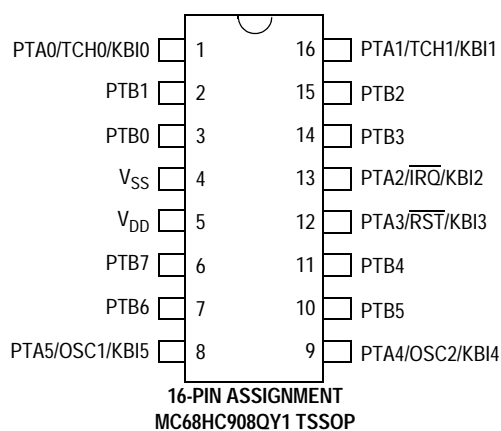 PTA0/TCH0/KBI0 1 16 PTA1/TCH1/KBI1
PTB1 2 15 PTB2
PTB0 3 14 PTB3
VSS 4 13 PTA2/IRQ/KBI2
VDD 5 12 PTA3/RST/KBI3
PTB7 6 11 PTB4
PTB6 7 10 PTB5
PTA5/OSC1/KBI5 8 9 PTA4/OSC2/KBI4
16-PIN ASSIGNMENT
MC68HC908QY1 TSSOP